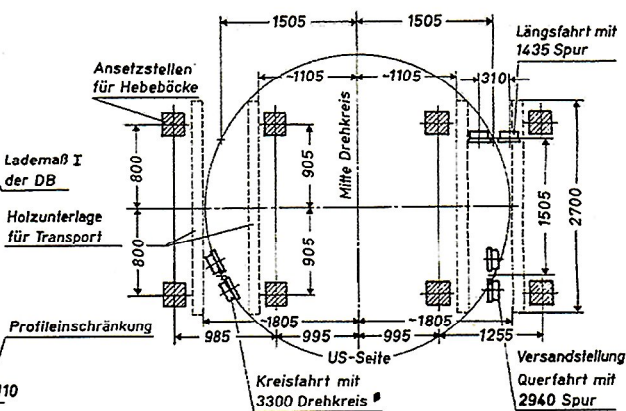 1505
1505
Längsfahrt mit
1435 Spur
Ansetzstellen
für Hebeböcke
~1105
~1105
310
Lademaß I
der DB
800
905
Mitte Drehkreis
1505
2700
Holzunterlage
für Transport
800
905
Profileinschränkung
~1805
~1805
985
995
995
1255
US-Seite
Versandstellung
Querfahrt mit
2940 Spur
Kreisfahrt mit
3300 Drehkreis